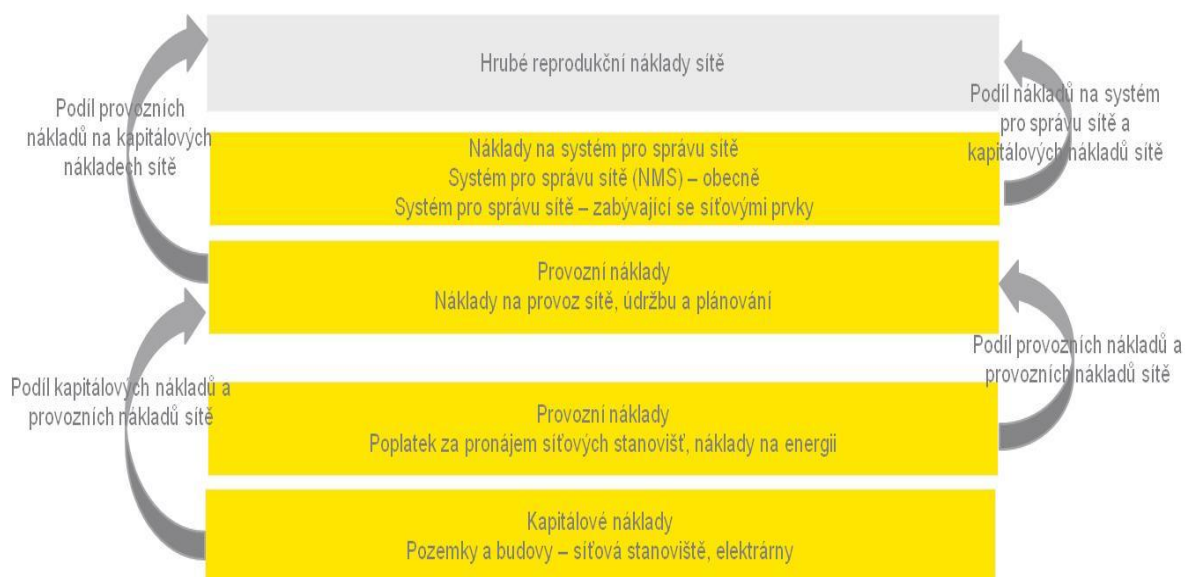 Hrubé reprodukční náklady sítě
Podíl provozních
nákladů na kapitálových
nákladech sítě
Podíl nákladů na systém
pro správu sítě a
kapitálových nákladů sítě
Náklady na systém pro správu sítě
Systém pro správu sítě (NMS) – obecně
Systém pro správu sítě – zabývající se síťovými prvky
Provozní náklady
Náklady na provoz sítě, údržbu a plánování
Podíl kapitálových nákladů a
provozních nákladů sítě
Podíl provozních nákladů a
provozních nákladů sítě
Provozní náklady
Poplatek za pronájem síťových stanovišť, náklady na energii
Kapitálové náklady
Pozemky a budovy – síťová stanoviště, elektrárny